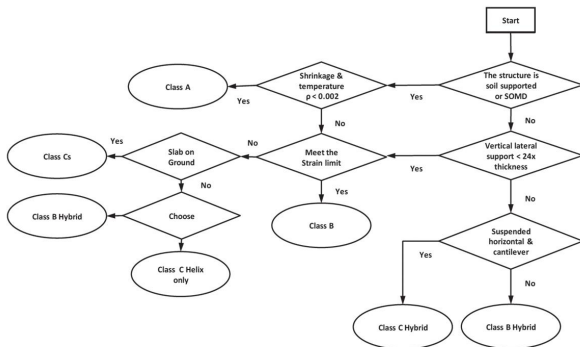 Start
The structure is
soil supported
or SOMD
Yes
Shrinkage &
temperature
ρ < 0.002
Yes
Class A
No
No
Vertical lateral
support < 24x
thickness
Yes
Meet the
Strain limit
No
Slab on
Ground
Yes
Class Cs
No
Yes
No
Class B
Choose
Class B Hybrid
Class C Helix
only
Suspended
horizontal &
cantilever
Yes
No
Class C Hybrid
Class B Hybrid